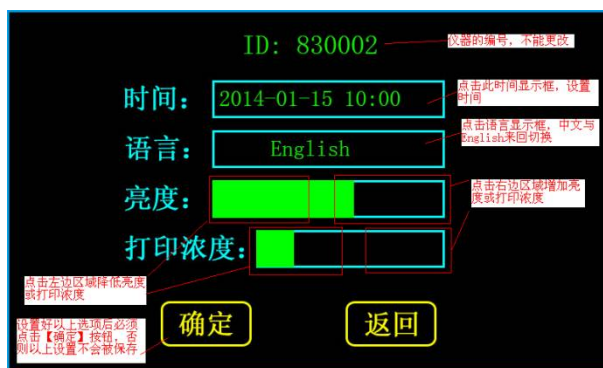 ID: 830002
仪器的编号，不能更改
时间：
2014-01-15 10:00
点击此时间显示框，设置
时间
语言：
English
点击语言显示框，中文与
English来回切换
亮度：
点击右边区域增加亮
度或打印浓度
打印浓度：
点击左边区域降低亮度
或打印浓度
确定
返回
设置好以上选项后必须
点击【确定】按钮，否
则以上设置不会被保存